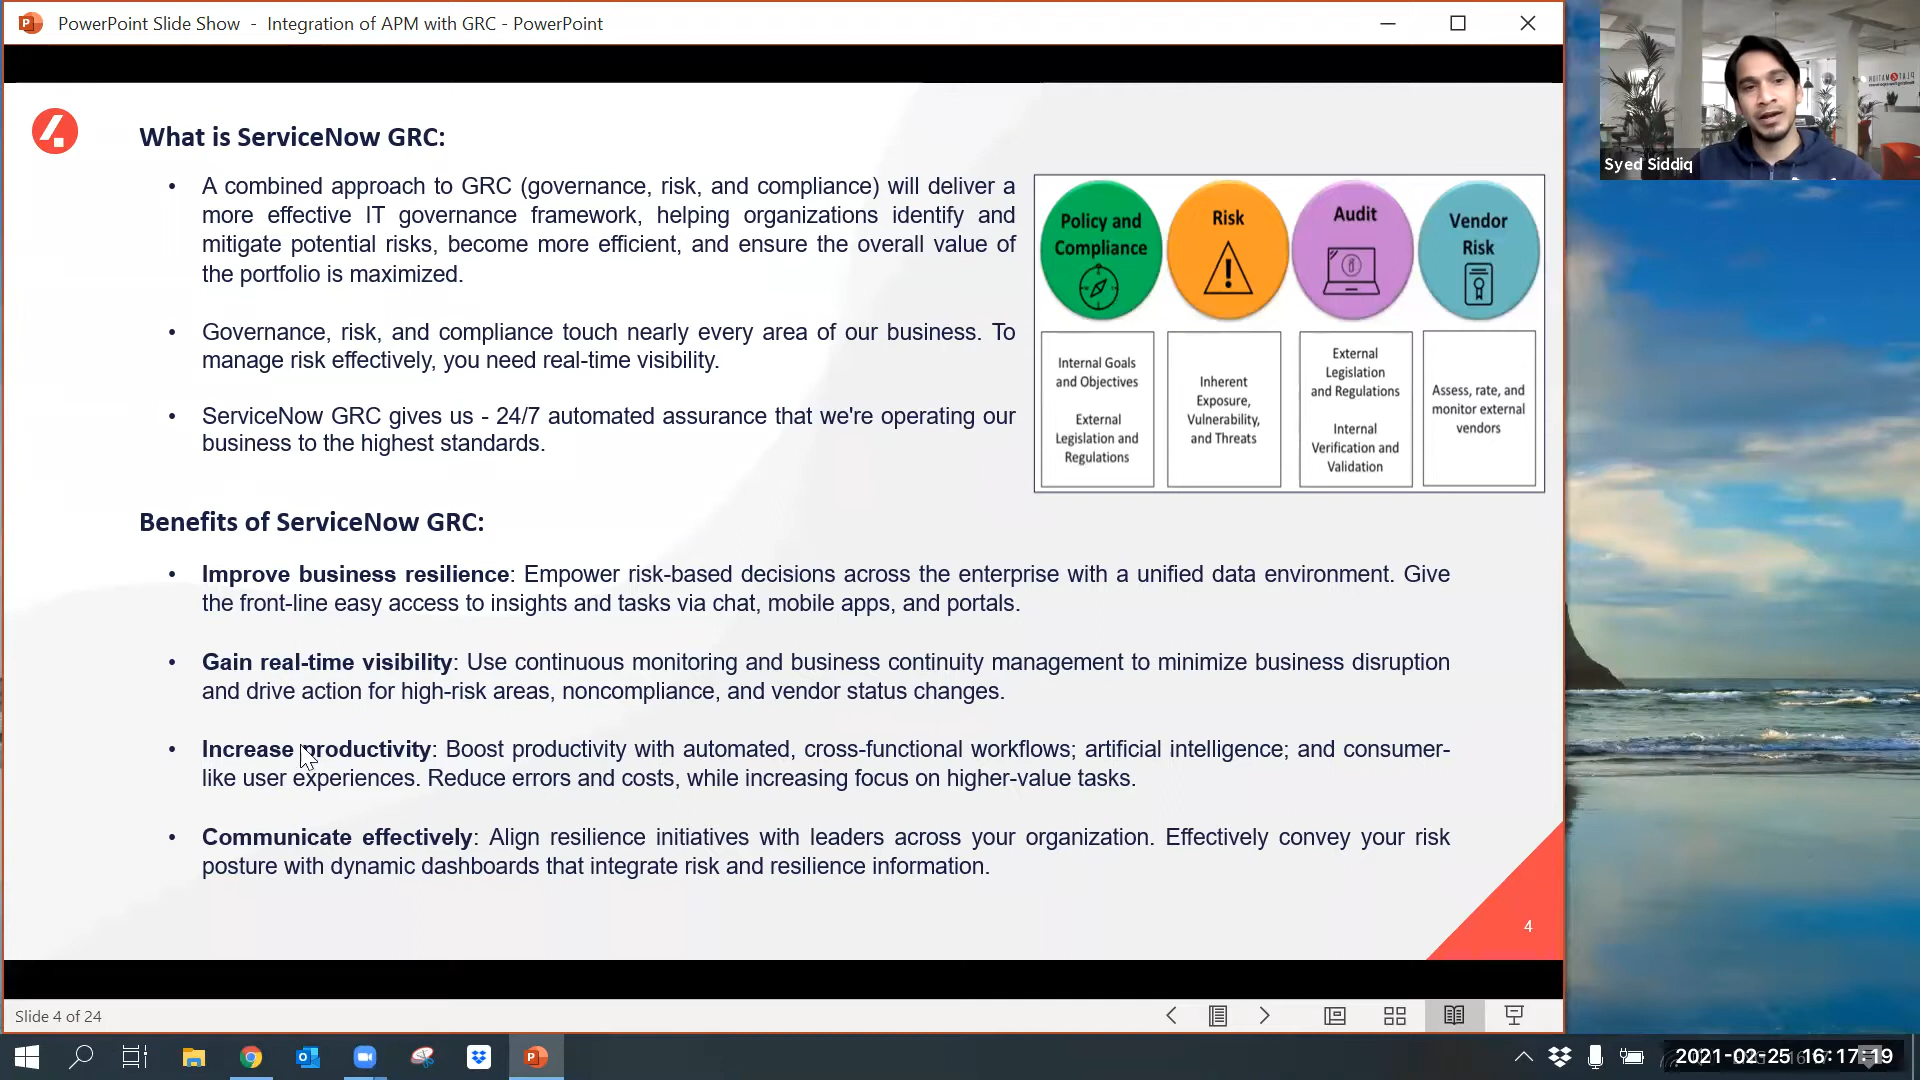 PowerPoint Slide Show - Integration of APM with GRC - PowerPoint
What is ServiceNow GRC:
• A combined approach to GRC (governance, risk, and compliance) will deliver a
more effective IT governance framework, helping organizations identify and
mitigate potential risks, become more efficient, and ensure the overall value of
the portfolio is maximized.
• Governance, risk, and compliance touch nearly every area of our business. To
manage risk effectively, you need real-time visibility.
• ServiceNow GRC gives us - 24/7 automated assurance that we're operating our
business to the highest standards.
Policy and
Compliance
Internal Goals
and Objectives
External
Legislation and
Regulations
Risk
Inherent
Exposure,
Vulnerability,
and Threats
Audit
External
Legislation
and Regulations
Internal
Verification and
Validation
Vendor
Risk
Assess, rate, and
monitor external
vendors
Benefits of ServiceNow GRC:
• Improve business resilience: Empower risk-based decisions across the enterprise with a unified data environment. Give
the front-line easy access to insights and tasks via chat, mobile apps, and portals.
• Gain real-time visibility: Use continuous monitoring and business continuity management to minimize business disruption
and drive action for high-risk areas, noncompliance, and vendor status changes.
• Increase productivity: Boost productivity with automated, cross-functional workflows; artificial intelligence; and consumer-
like user experiences. Reduce errors and costs, while increasing focus on higher-value tasks.
• Communicate effectively: Align resilience initiatives with leaders across your organization. Effectively convey your risk
posture with dynamic dashboards that integrate risk and resilience information.
4
Slide 4 of 24
Syed Siddiq
2021-02-25 16:17:19